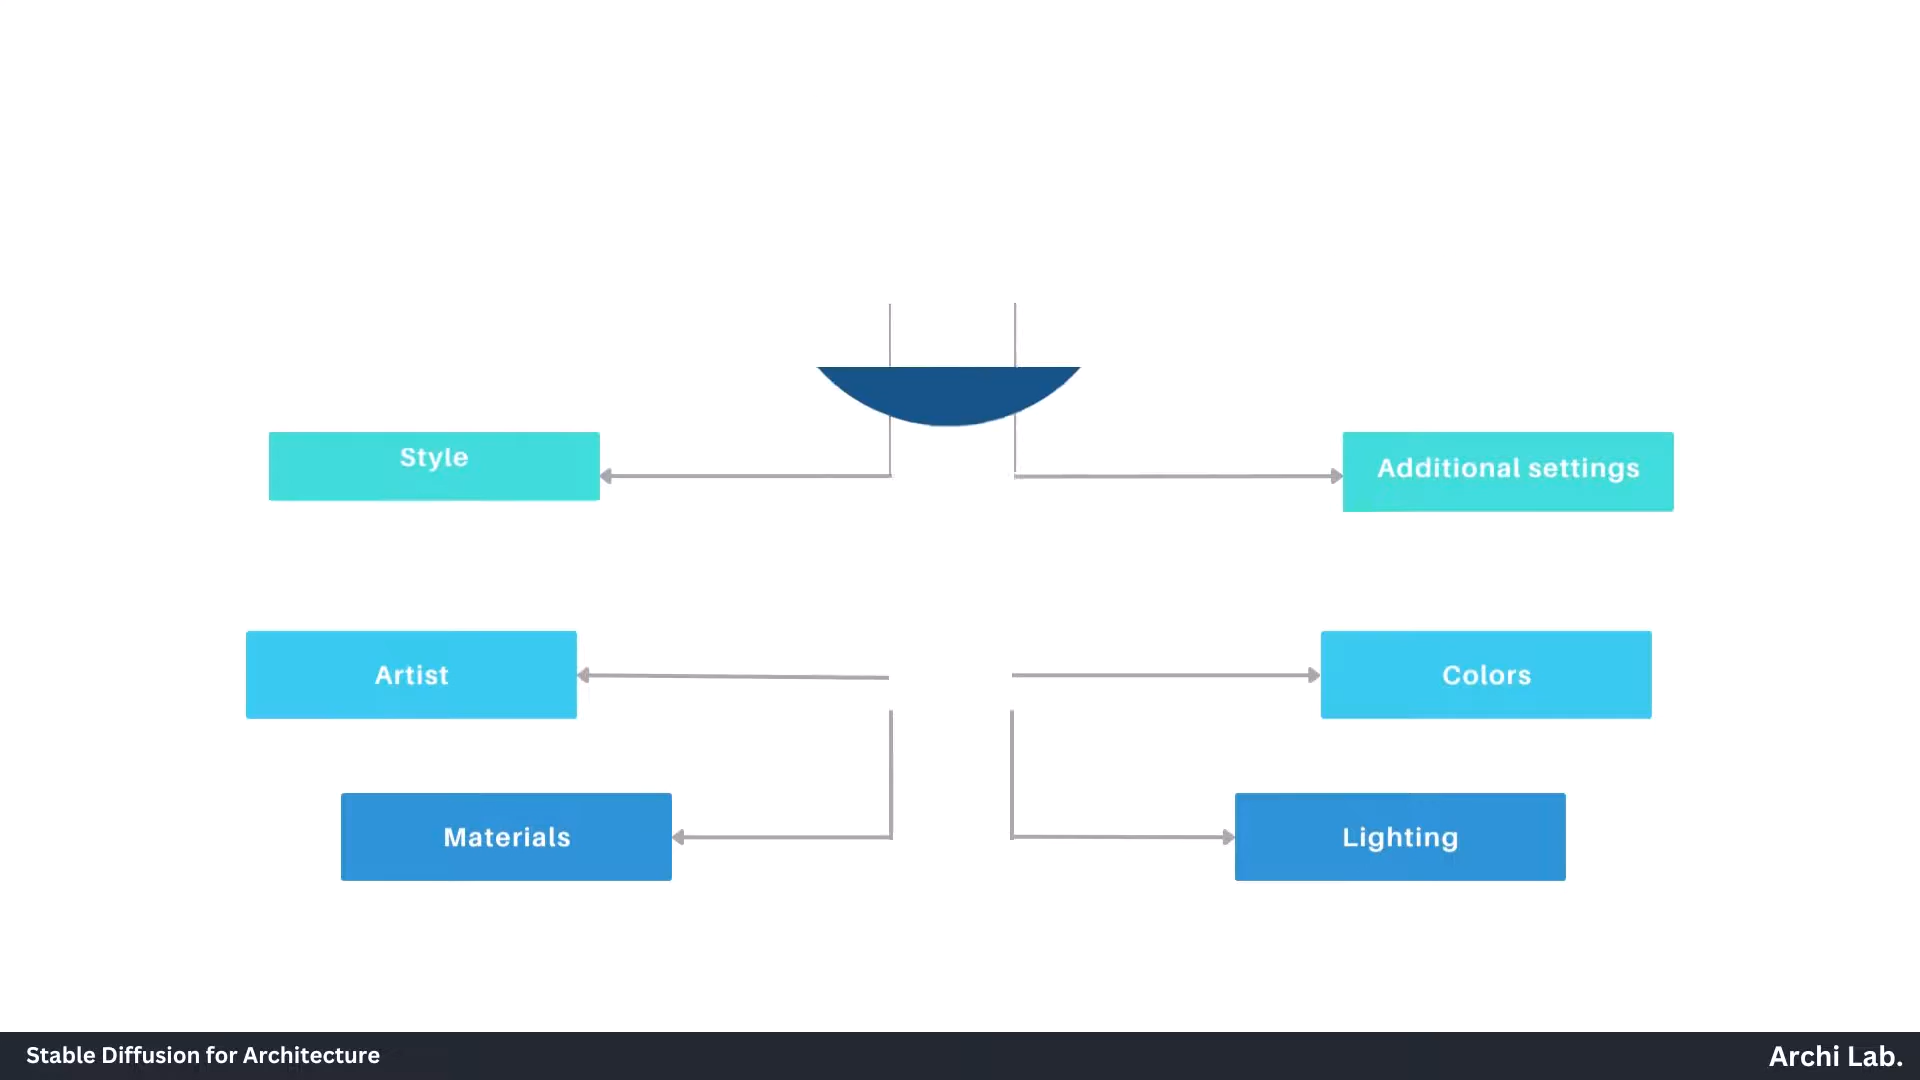 Style
Additional settings
Artist
Colors
Materials
Lighting
Stable Diffusion for Architecture
Archi Lab.